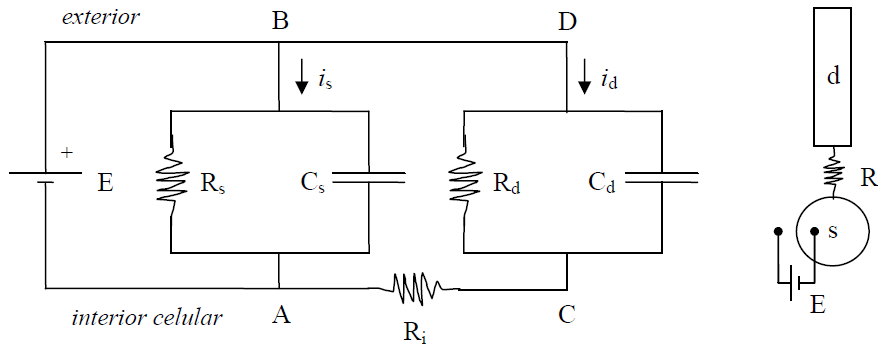 exterior
B
D
i_s
i_d
d
+
E
R_s
C_s
R_d
C_d
R
s
interior celular
A
R_i
C
E